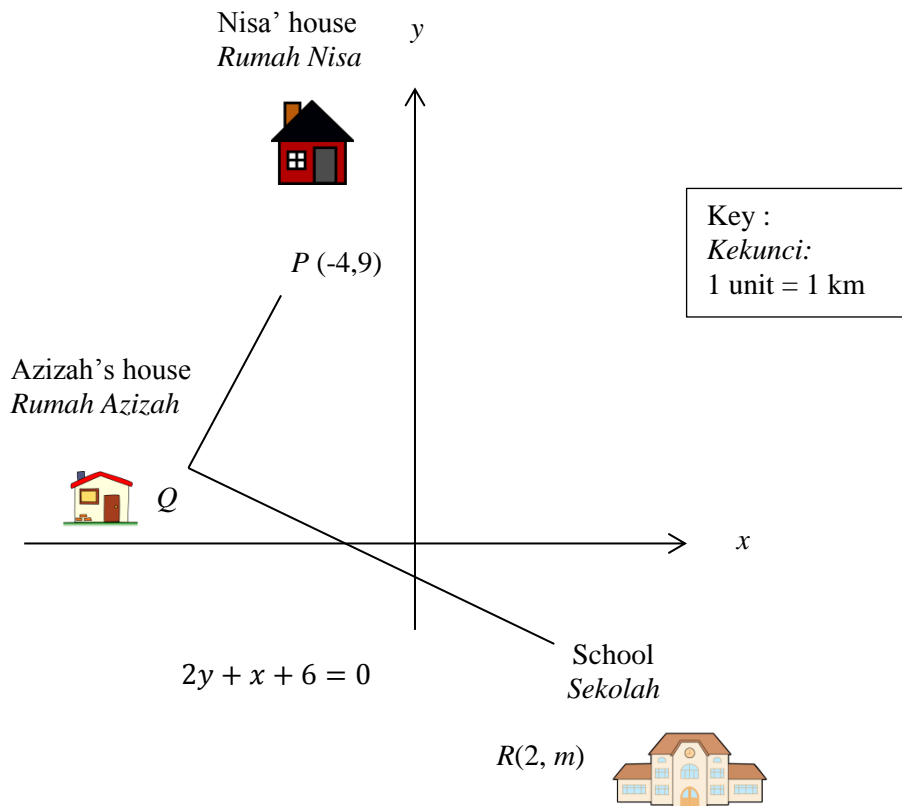 Nisa' house
Rumah Nisa
y
Key :
Kekunci:
1 unit = 1 km
P (-4,9)
Azizah's house
Rumah Azizah
Q
x
2y + x + 6 = 0
School
Sekolah
R(2, m)